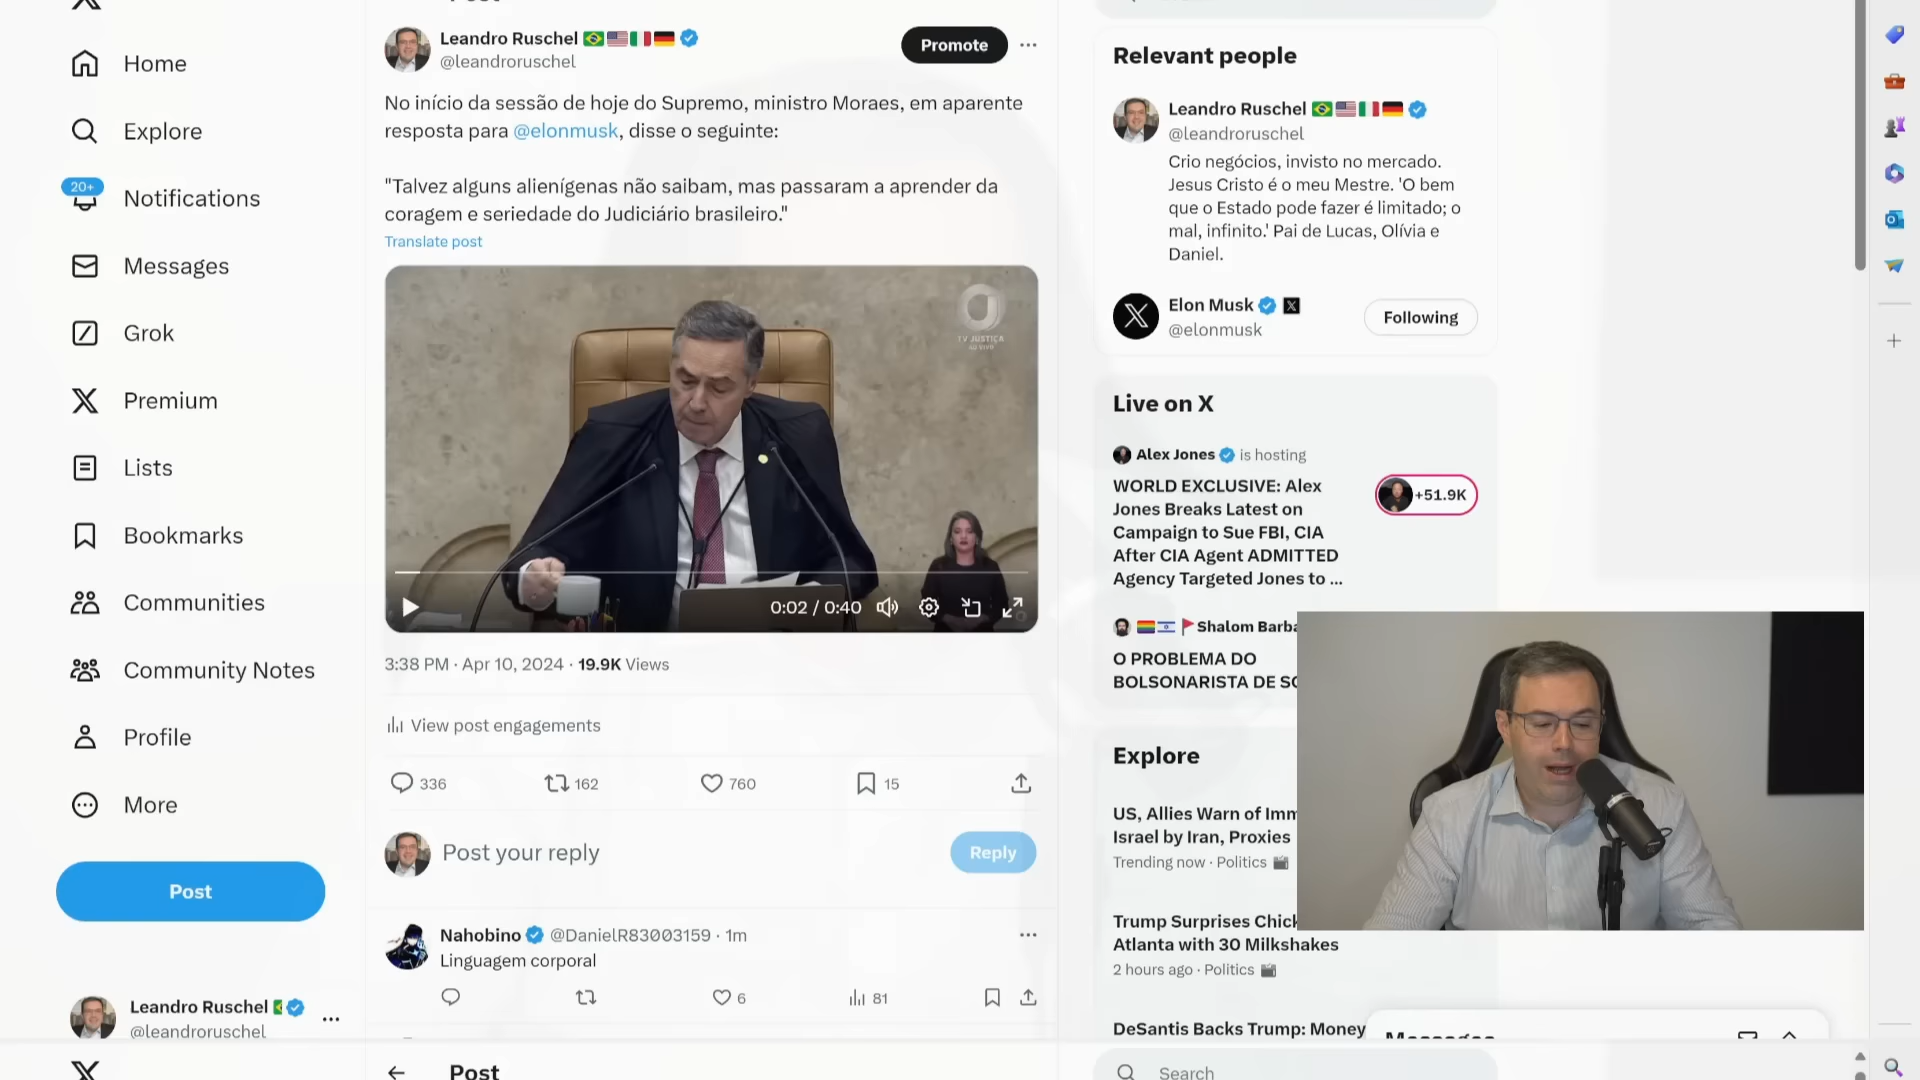 Home
Explore
20+
Notifications
Messages
Grok
Premium
Lists
Bookmarks
Communities
Community Notes
Profile
More
Post
Leandro Ruschel
@leandroruschel
Leandro Ruschel
@leandroruschel
Promote
No início da sessão de hoje do Supremo, ministro Moraes, em aparente
resposta para @elonmusk, disse o seguinte:
"Talvez alguns alienígenas não saibam, mas passaram a aprender da
coragem e seriedade do Judiciário brasileiro."
Translate post
TV JUSTIÇA
AO VIVO
0:02 / 0:40
3:38 PM · Apr 10, 2024 · 19.9K Views
View post engagements
336
162
760
15
Post your reply
Reply
Nahobino @DanielR83003159 · 1m
Linguagem corporal
6
81
Post
Relevant people
Leandro Ruschel
@leandroruschel
Crio negócios, invisto no mercado.
Jesus Cristo é o meu Mestre. 'O bem
que o Estado pode fazer é limitado; o
mal, infinito.' Pai de Lucas, Olívia e
Daniel.
Elon Musk
@elonmusk
Following
Live on X
Alex Jones is hosting
WORLD EXCLUSIVE: Alex
Jones Breaks Latest on
Campaign to Sue FBI, CIA
After CIA Agent ADMITTED
Agency Targeted Jones to ...
+51.9K
Shalom Barba
O PROBLEMA DO
BOLSONARISTA DE
Explore
US, Allies Warn of
Israel by Iran, Proxies
Trending now · Politics
Trump Surprises
Atlanta with 30 Milkshakes
2 hours ago · Politics
DeSantis Backs Trump: Money
Messages
Search